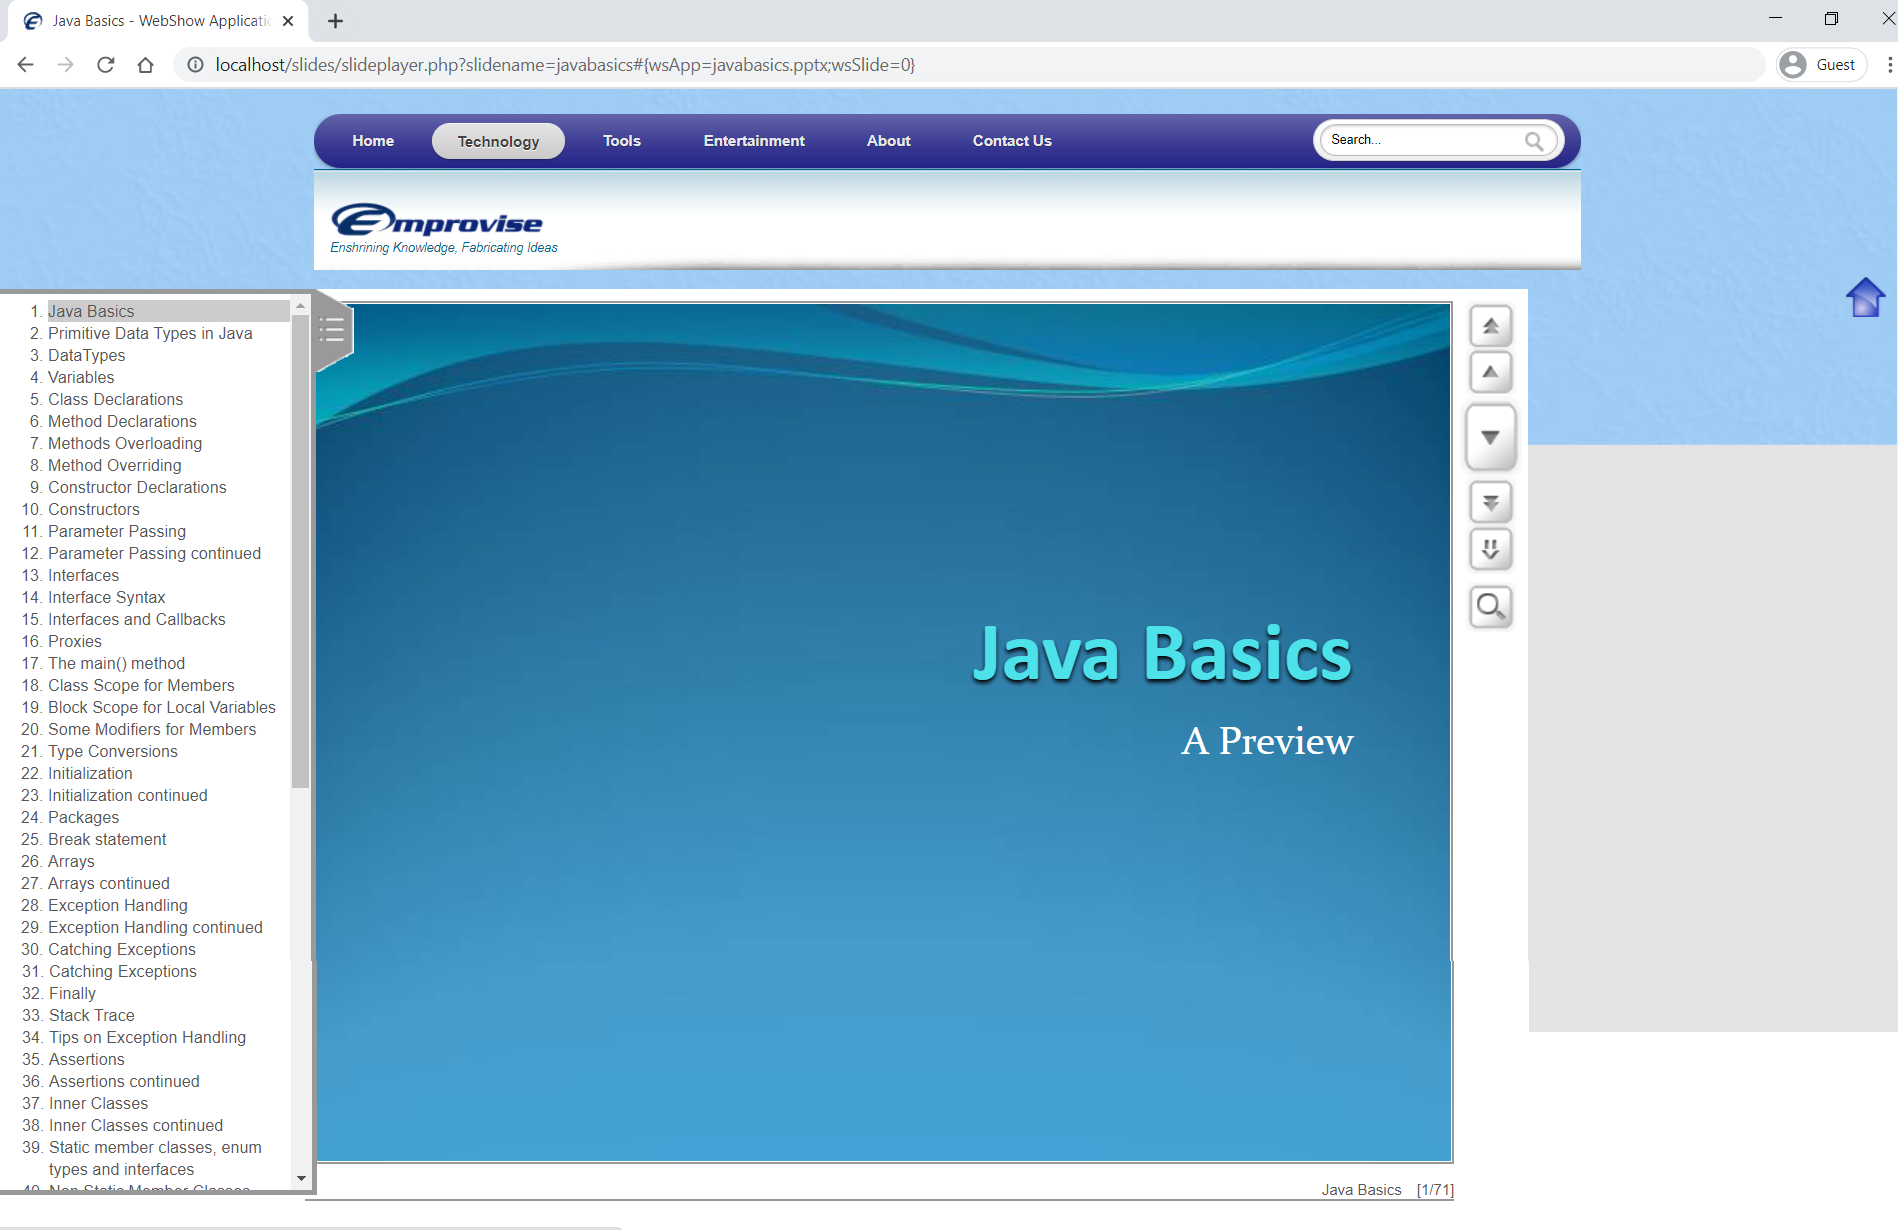 Java Basics - WebShow Applicatio
localhost/slides/slideplayer.php?slidename=javabasics#{wsApp=javabasics.pptx;wsSlide=0}
Guest
Home
Technology
Tools
Entertainment
About
Contact Us
Search...
Emprovise
Enshrining Knowledge, Fabricating Ideas
1. Java Basics
2. Primitive Data Types in Java
3. DataTypes
4. Variables
5. Class Declarations
6. Method Declarations
7. Methods Overloading
8. Method Overriding
9. Constructor Declarations
10. Constructors
11. Parameter Passing
12. Parameter Passing continued
13. Interfaces
14. Interface Syntax
15. Interfaces and Callbacks
16. Proxies
17. The main() method
18. Class Scope for Members
19. Block Scope for Local Variables
20. Some Modifiers for Members
21. Type Conversions
22. Initialization
23. Initialization continued
24. Packages
25. Break statement
26. Arrays
27. Arrays continued
28. Exception Handling
29. Exception Handling continued
30. Catching Exceptions
31. Catching Exceptions
32. Finally
33. Stack Trace
34. Tips on Exception Handling
35. Assertions
36. Assertions continued
37. Inner Classes
38. Inner Classes continued
39. Static member classes, enum
types and interfaces
40. Non Static Member Classes
Java Basics
A Preview
Java Basics [1/71]